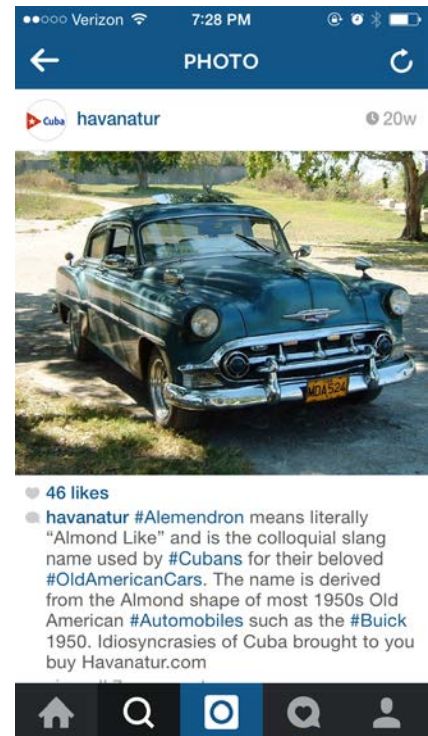 Verizon 7:28 PM
PHOTO
Cuba havanatur 20w
MDA524
46 likes
havanatur #Alemendron means literally
“Almond Like” and is the colloquial slang
name used by #Cubans for their beloved
#OldAmericanCars. The name is derived
from the Almond shape of most 1950s Old
American #Automobiles such as the #Buick
1950. Idiosyncrasies of Cuba brought to you
buy Havanatur.com